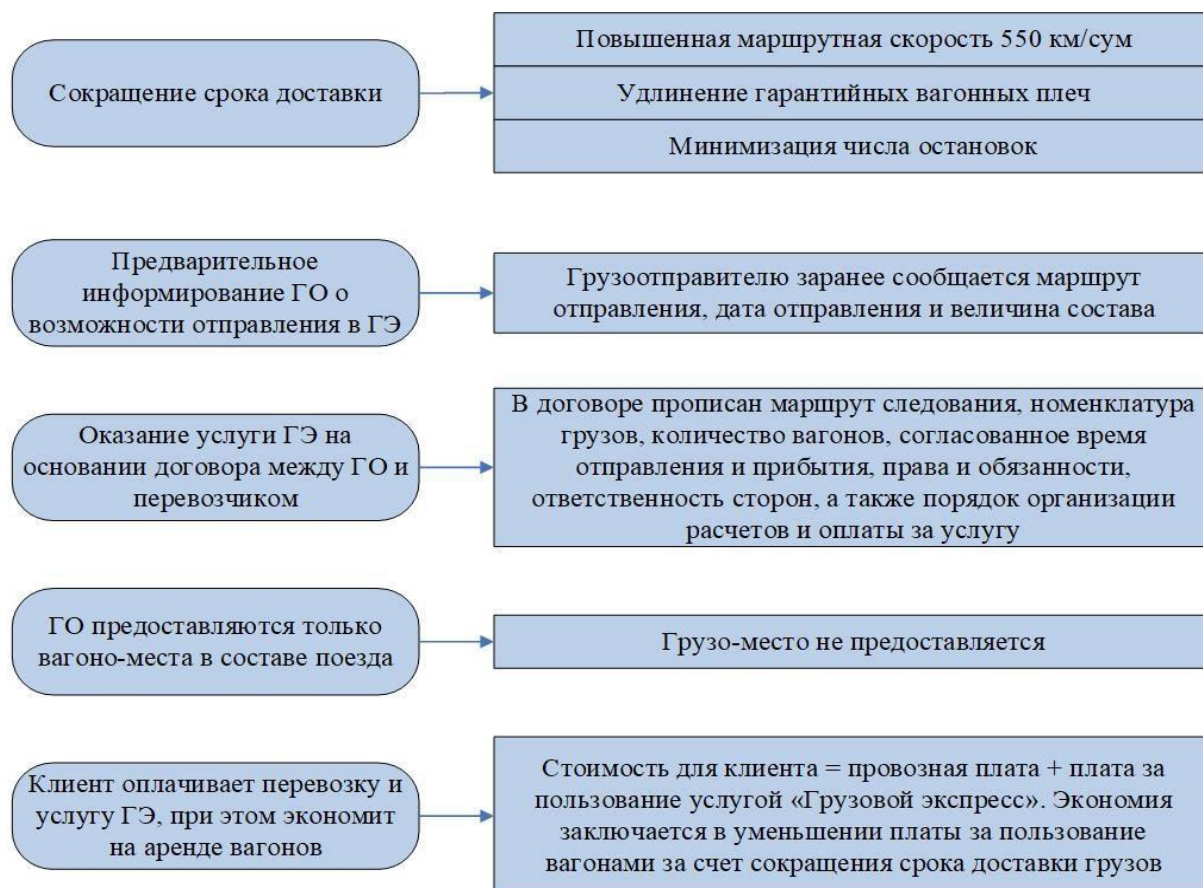 Сокращение срока доставки
Повышенная маршрутная скорость 550 км/сум
Удлинение гарантийных вагонных плеч
Минимизация числа остановок
Предварительное
информирование ГО о
возможности отправления в ГЭ
Грузоотправителю заранее сообщается маршрут
отправления, дата отправления и величина состава
Оказание услуги ГЭ на
основании договора между ГО и
перевозчиком
В договоре прописан маршрут следования, номенклатура
грузов, количество вагонов, согласованное время
отправления и прибытия, права и обязанности,
ответственность сторон, а также порядок организации
расчетов и оплаты за услугу
ГО предоставляются только
вагоно-места в составе поезда
Грузо-место не предоставляется
Клиент оплачивает перевозку и
услугу ГЭ, при этом экономит
на аренде вагонов
Стоимость для клиента = провозная плата + плата за
пользование услугой «Грузовой экспресс». Экономия
заключается в уменьшении платы за пользование
вагонами за счет сокращения срока доставки грузов